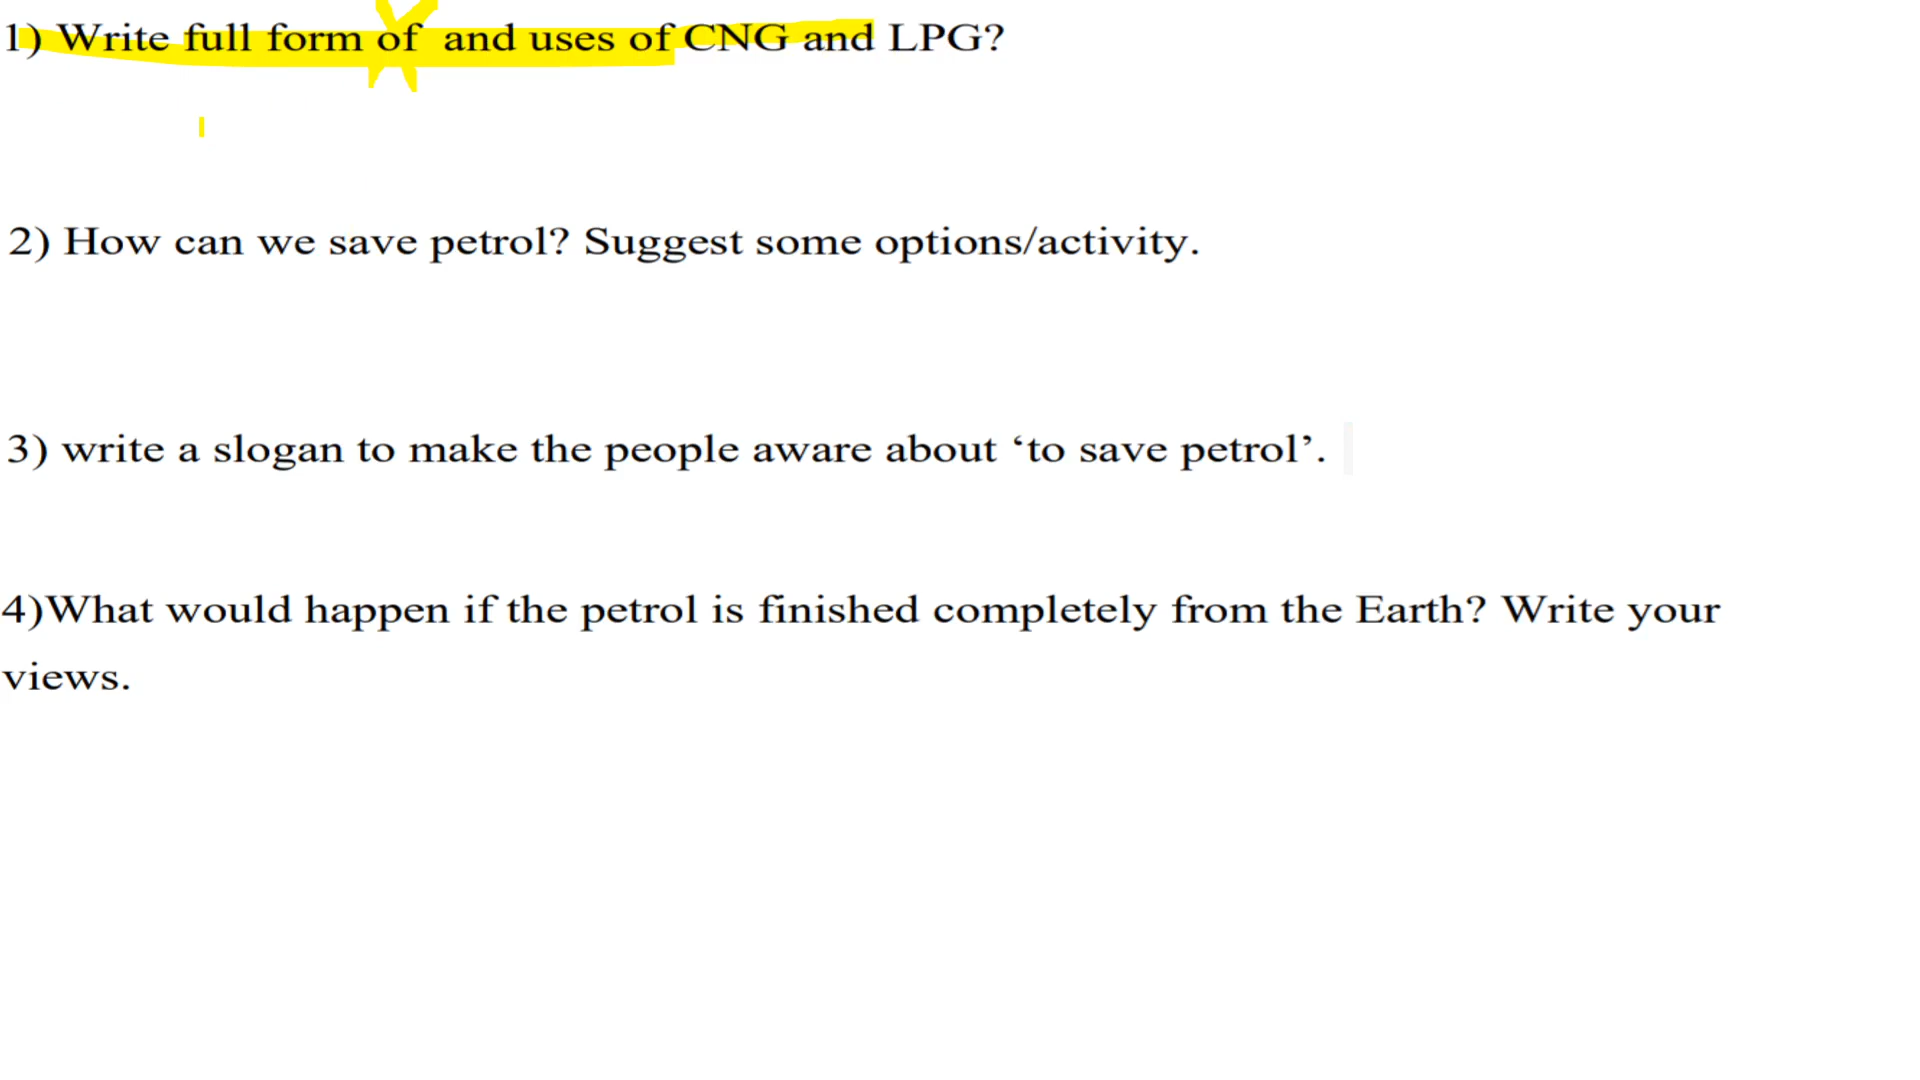 1) Write full form of and uses of CNG and LPG?
2) How can we save petrol? Suggest some options/activity.
3) write a slogan to make the people aware about ‘to save petrol’.
4)What would happen if the petrol is finished completely from the Earth? Write your
views.